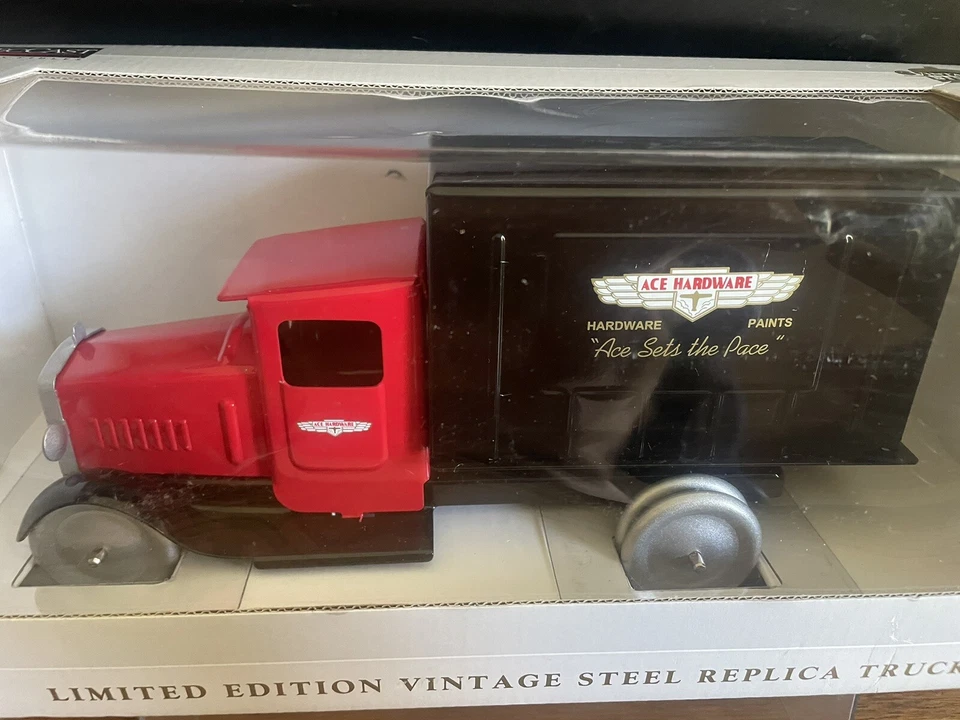 ACE HARDWARE
HARDWARE PAINTS
"Ace Sets the Pace"
ACE HARDWARE
LIMITED EDITION VINTAGE STEEL REPLICA TRUCK